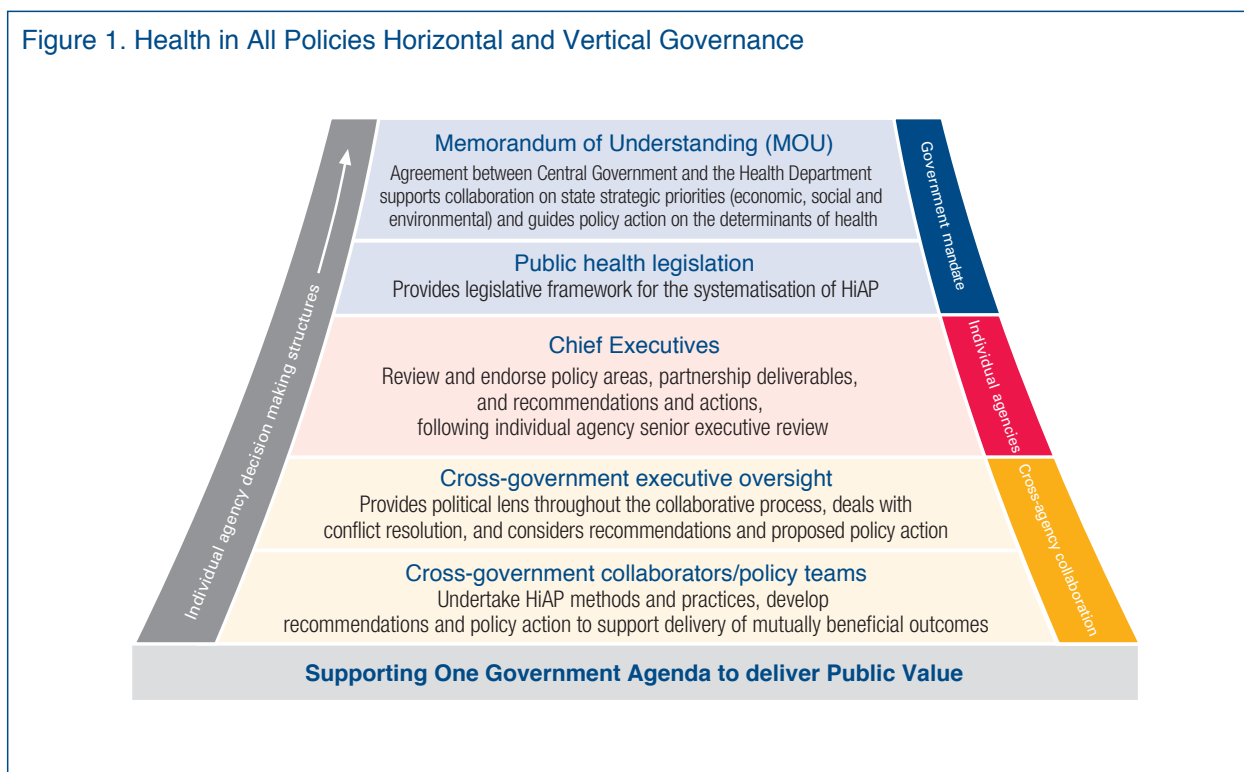 Figure 1. Health in All Policies Horizontal and Vertical Governance
Individual agency decision making structures
Memorandum of Understanding (MOU)
Agreement between Central Government and the Health Department
supports collaboration on state strategic priorities (economic, social and
environmental) and guides policy action on the determinants of health
Public health legislation
Provides legislative framework for the systematisation of HiAP
Government mandate
Chief Executives
Review and endorse policy areas, partnership deliverables,
and recommendations and actions,
following individual agency senior executive review
Individual agencies
Cross-government executive oversight
Provides political lens throughout the collaborative process, deals with
conflict resolution, and considers recommendations and proposed policy action
Cross-government collaborators/policy teams
Undertake HiAP methods and practices, develop
recommendations and policy action to support delivery of mutually beneficial outcomes
Cross-agency collaboration
Supporting One Government Agenda to deliver Public Value